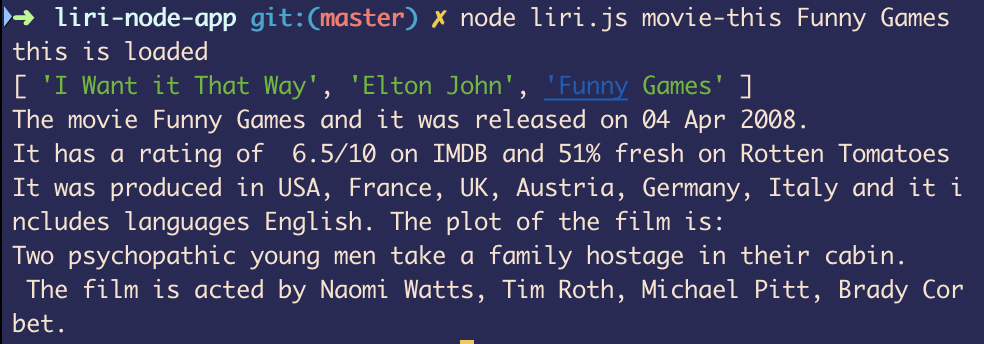 ➜ liri-node-app git:(master) ✗ node liri.js movie-this Funny Games
this is loaded
[ 'I Want it That Way', 'Elton John', 'Funny Games' ]
The movie Funny Games and it was released on 04 Apr 2008.
It has a rating of  6.5/10 on IMDB and 51% fresh on Rotten Tomatoes
It was produced in USA, France, UK, Austria, Germany, Italy and it i
ncludes languages English. The plot of the film is:
Two psychopathic young men take a family hostage in their cabin.
 The film is acted by Naomi Watts, Tim Roth, Michael Pitt, Brady Cor
bet.